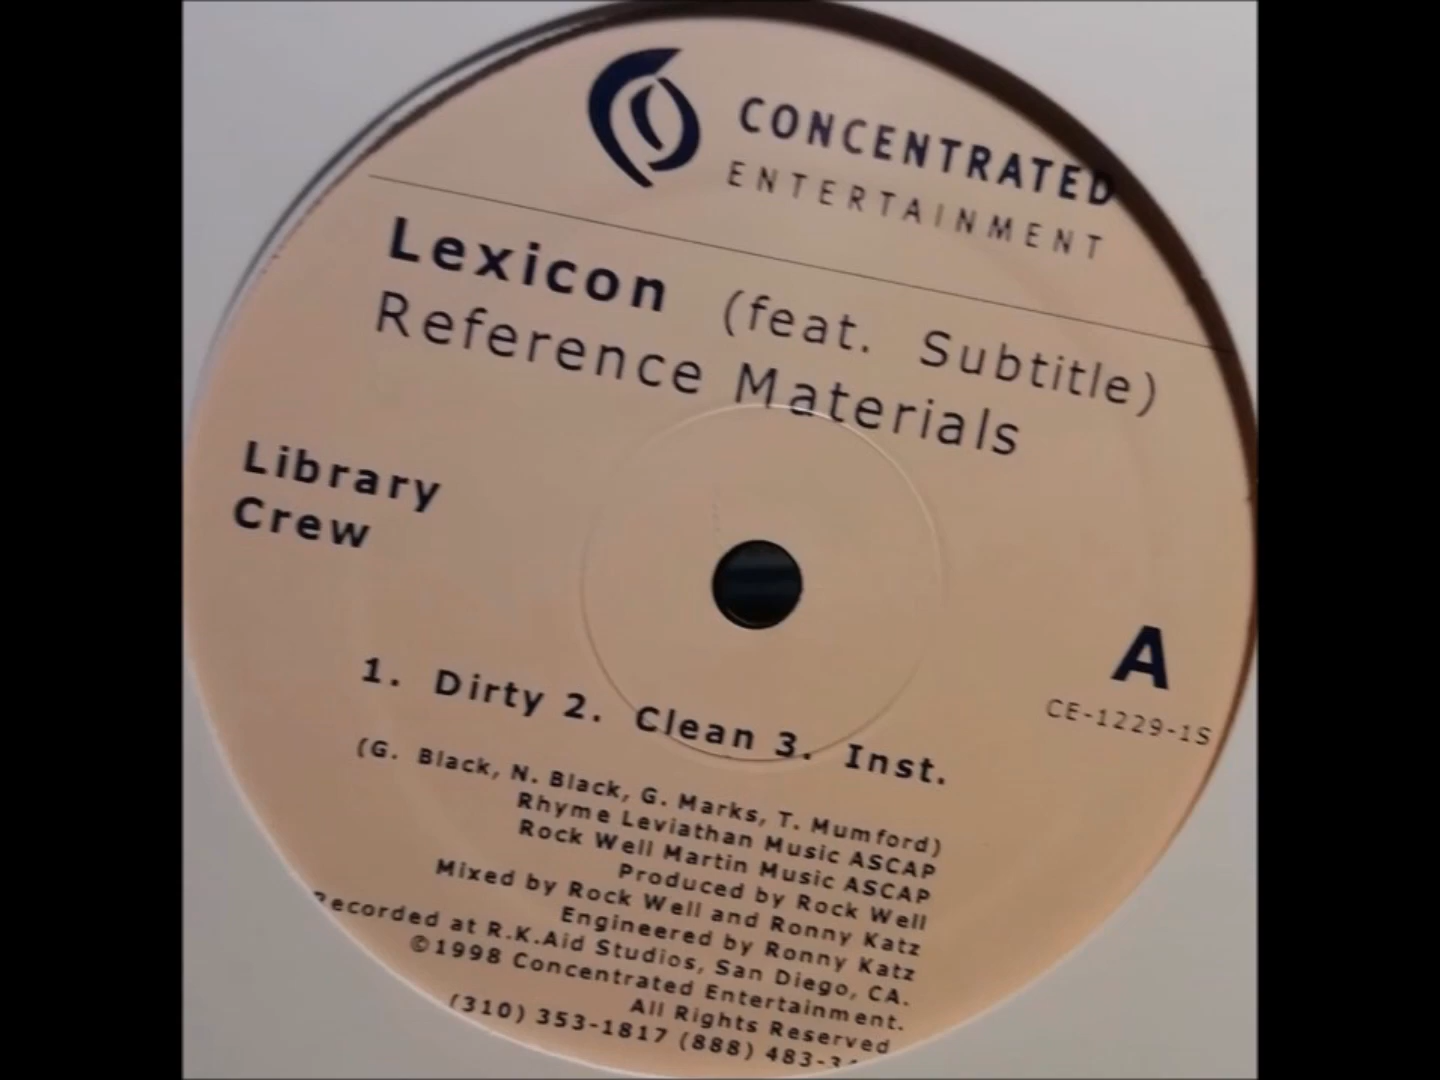 CONCENTRATED
ENTERTAINMENT
Lexicon (feat. Subtitle)
Reference Materials
Library
Crew
A
CE-1229-1S
1. Dirty 2. Clean 3. Inst.
(G. Black, N. Black, G. Marks, T. Mumford)
Rhyme Leviathan Music ASCAP
Rock Well Martin Music ASCAP
Produced by Rock Well
Mixed by Rock Well and Ronny Katz
Engineered by Ronny Katz
Recorded at R.K.Aid Studios, San Diego, CA.
©1998 Concentrated Entertainment.
All Rights Reserved
(310) 353-1817 (888)